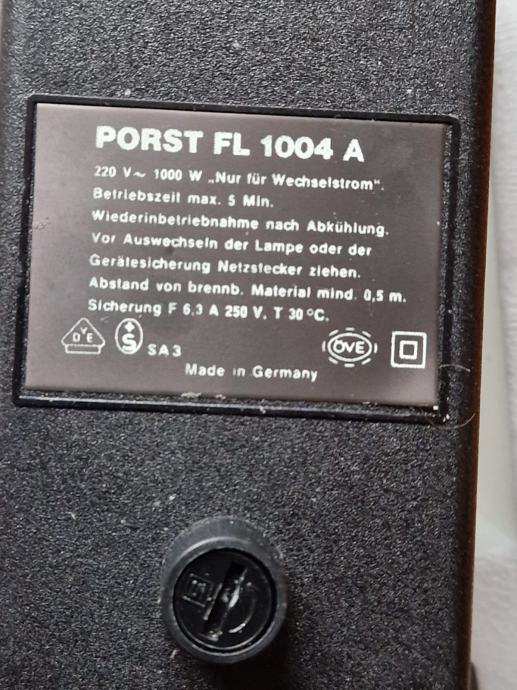 PORST FL 1004 A
220 V~ 1000 W „Nur für Wechselstrom“.
Betriebszeit max. 5 Min.
Wiederinbetriebnahme nach Abkühlung.
Vor Auswechseln der Lampe oder der
Gerätesicherung Netzstecker ziehen.
Abstand von brennb. Material mind. 0,5 m.
Sicherung F 6,3 A 250 V, T 30 °C.
DVE S SA3 ÖVE
Made in Germany